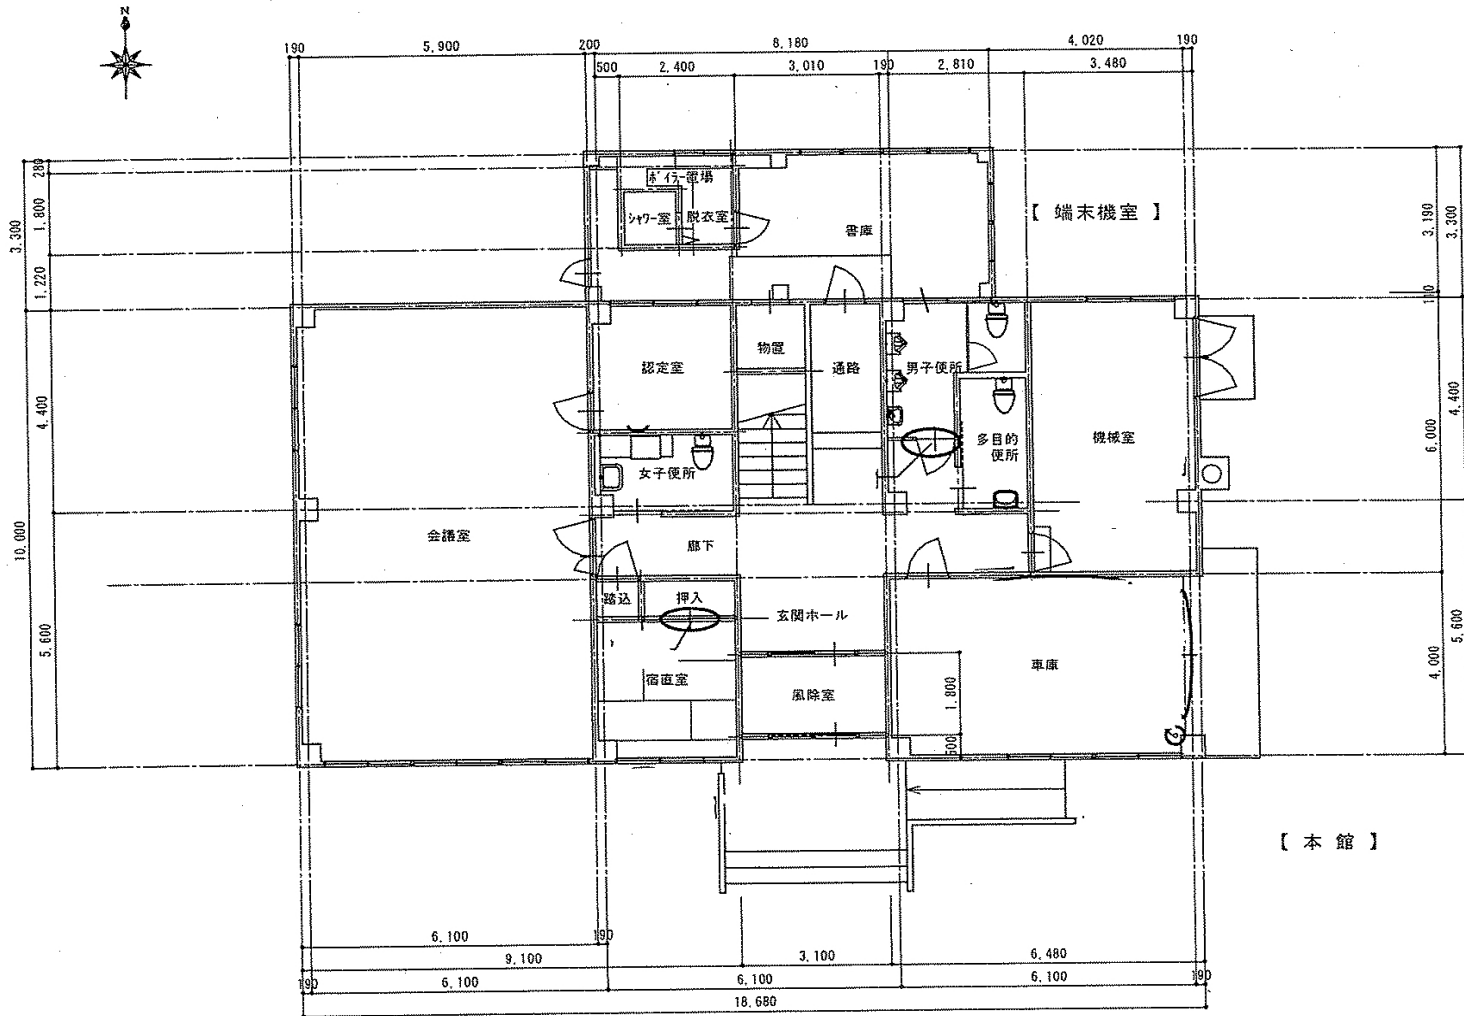 N
190
5,900
200
8,180
4,020
190
500
2,400
3,010
190
2,810
3,480
280
1,800
3,300
1,220
4,400
10,000
5,600
ボイラー置場
シャワー室
脱衣室
書庫
【 端末機室 】
3,190
3,300
110
物置
認定室
通路
男子便所
多目的
便所
機械室
女子便所
4,400
6,000
会議室
廊下
踏込
押入
玄関ホール
宿直室
風除室
車庫
1,800
500
4,000
5,600
【 本 館 】
6,100
190
9,100
3,100
6,480
190
6,100
6,100
6,100
190
18,680